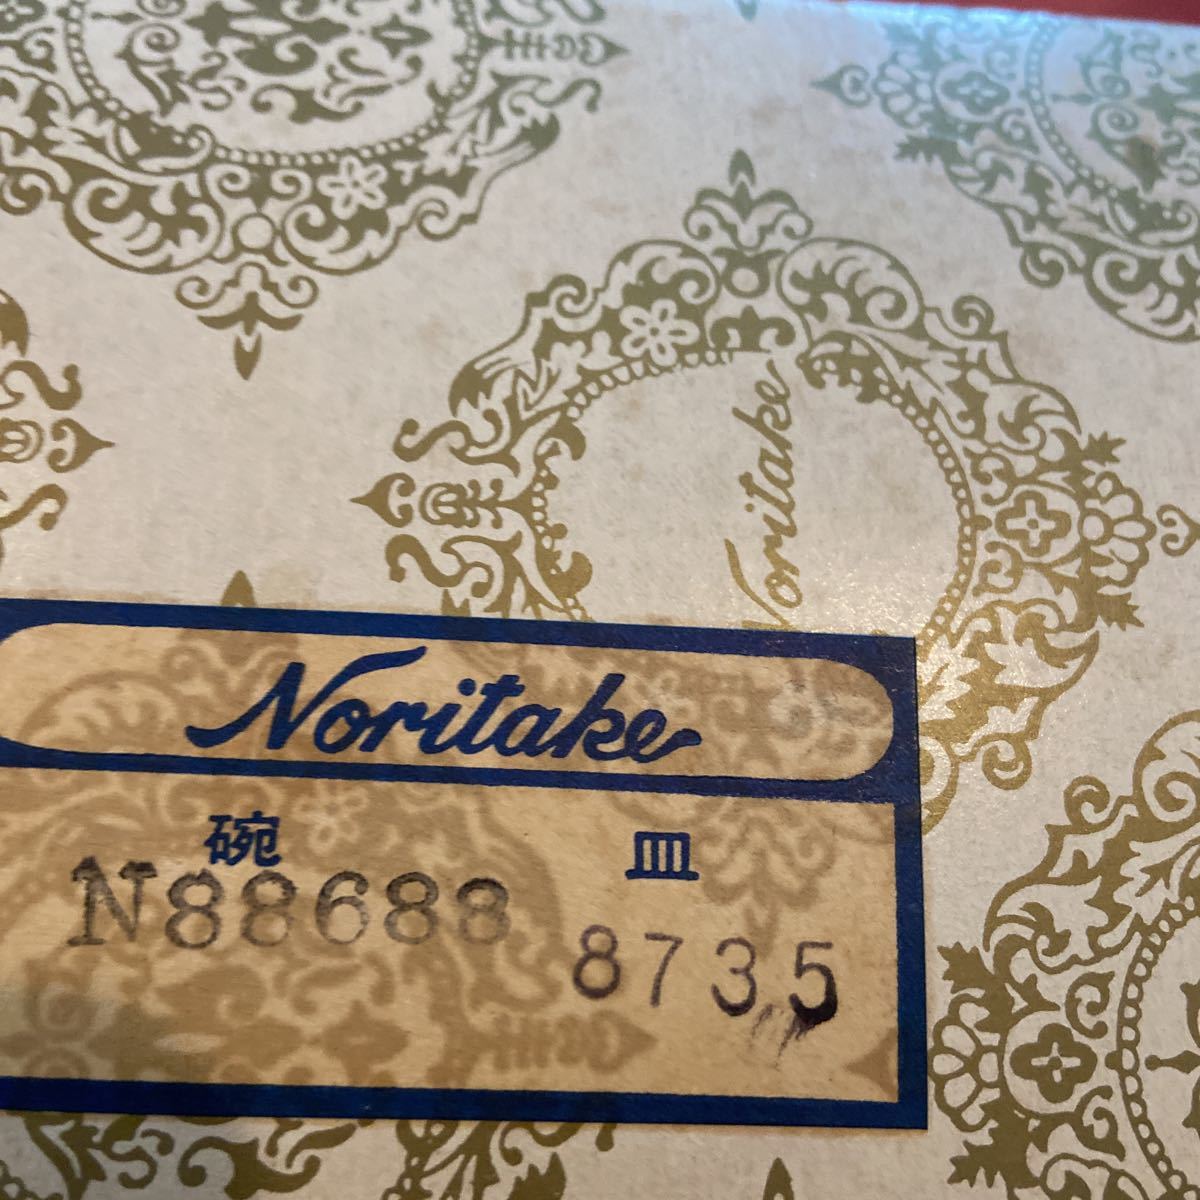 Noritake
Noritake
碗 皿
N88688
8735